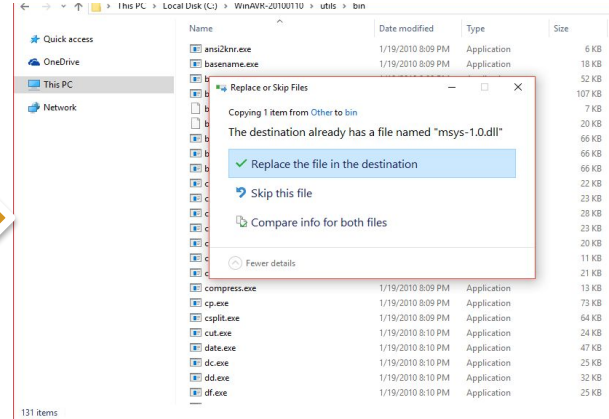 This PC > Local Disk (C:) > WinAVR-20100110 > utils > bin
Name Date modified Type Size
Quick access
OneDrive
This PC
Network
ansi2knr.exe 1/19/2010 8:09 PM Application 6 KB
basename.exe 1/19/2010 8:09 PM Application 18 KB
b 52 KB
b 107 KB
b 7 KB
b 20 KB
b 66 KB
b 66 KB
b 66 KB
c 22 KB
c 23 KB
c 28 KB
c 23 KB
c 20 KB
c 11 KB
c 21 KB
Replace or Skip Files
Copying 1 item from Other to bin
The destination already has a file named "msys-1.0.dll"
Replace the file in the destination
Skip this file
Compare info for both files
Fewer details
compress.exe 1/19/2010 8:09 PM Application 13 KB
cp.exe 1/19/2010 8:09 PM Application 73 KB
csplit.exe 1/19/2010 8:09 PM Application 64 KB
cut.exe 1/19/2010 8:10 PM Application 24 KB
date.exe 1/19/2010 8:10 PM Application 47 KB
dc.exe 1/19/2010 8:10 PM Application 25 KB
dd.exe 1/19/2010 8:10 PM Application 32 KB
df.exe 1/19/2010 8:10 PM Application 25 KB
131 items